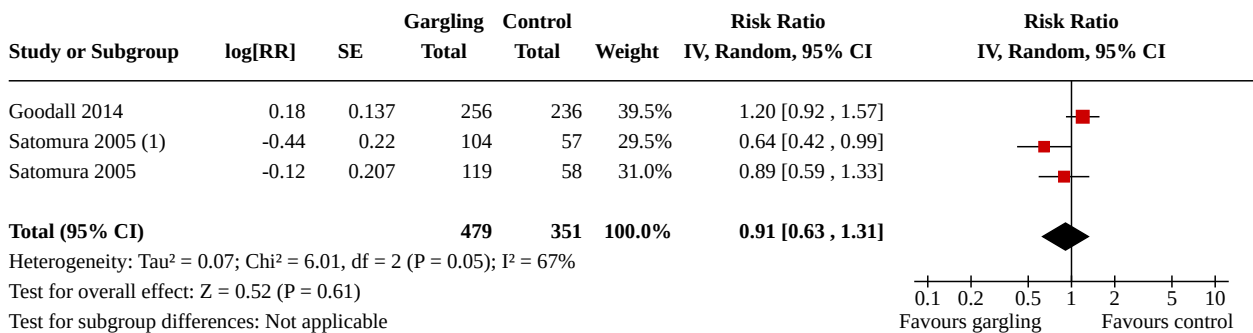 Gargling Control Risk Ratio Risk Ratio
Study or Subgroup log[RR] SE Total Total Weight IV, Random, 95% CI IV, Random, 95% CI
Goodall 2014 0.18 0.137 256 236 39.5% 1.20 [0.92 , 1.57]
Satomura 2005 (1) -0.44 0.22 104 57 29.5% 0.64 [0.42 , 0.99]
Satomura 2005 -0.12 0.207 119 58 31.0% 0.89 [0.59 , 1.33]
Total (95% CI) 479 351 100.0% 0.91 [0.63 , 1.31]
Heterogeneity: Tau² = 0.07; Chi² = 6.01, df = 2 (P = 0.05); I² = 67%
Test for overall effect: Z = 0.52 (P = 0.61) 0.1 0.2 0.5 1 2 5 10
Test for subgroup differences: Not applicable Favours gargling Favours control